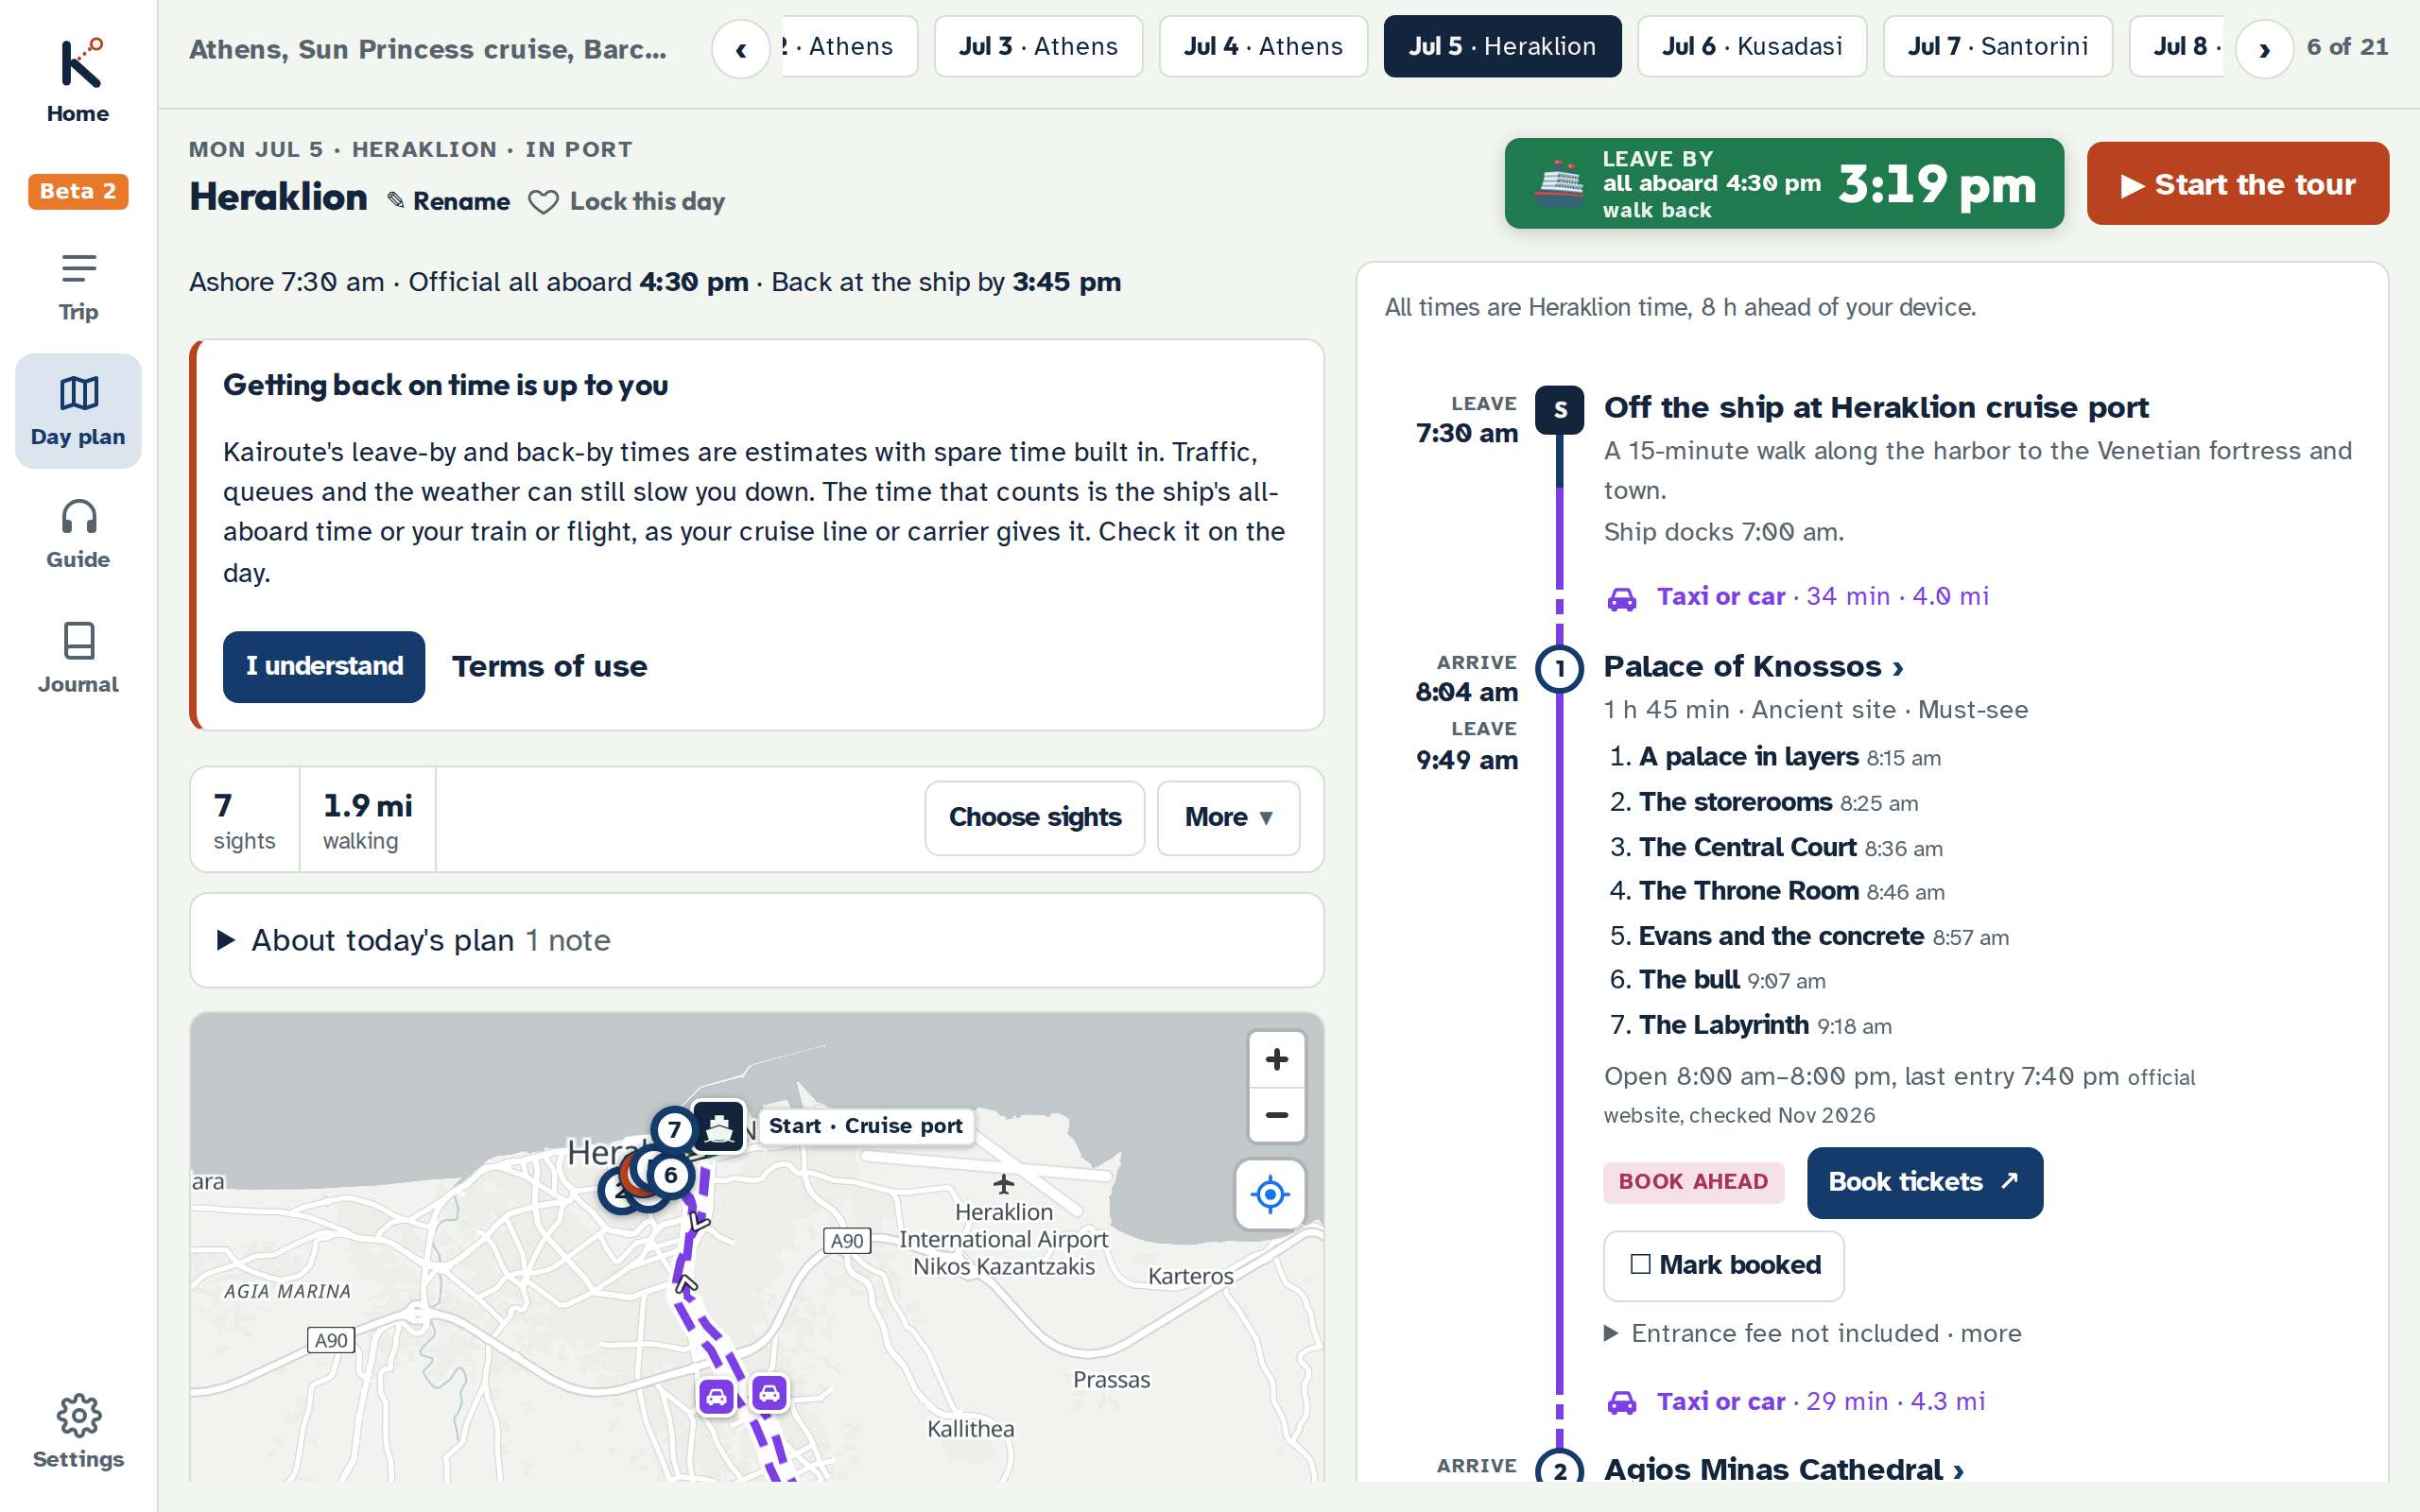 Athens, Sun Princess cruise, Barc...
‹
· Athens
Jul 3 · Athens
Jul 4 · Athens
Jul 5 · Heraklion
Jul 6 · Kusadasi
Jul 7 · Santorini
Jul 8 ·
›
6 of 21
Home
Beta 2
Trip
Day plan
Guide
Journal
Settings
MON JUL 5 · HERAKLION · IN PORT
Heraklion ✎ Rename Lock this day
LEAVE BY
all aboard 4:30 pm
walk back
3:19 pm
▶ Start the tour
Ashore 7:30 am · Official all aboard 4:30 pm · Back at the ship by 3:45 pm
Getting back on time is up to you
Kairoute's leave-by and back-by times are estimates with spare time built in. Traffic,
queues and the weather can still slow you down. The time that counts is the ship's all-
aboard time or your train or flight, as your cruise line or carrier gives it. Check it on the
day.
I understand
Terms of use
7
sights
1.9 mi
walking
Choose sights
More ▾
▶ About today's plan 1 note
7
Start · Cruise port
6
ara
Heraklion
International Airport
Nikos Kazantzakis
A90
Karteros
AGIA MARINA
A90
Prassas
Kallithea
+
−
All times are Heraklion time, 8 h ahead of your device.
LEAVE
7:30 am
S
Off the ship at Heraklion cruise port
A 15-minute walk along the harbor to the Venetian fortress and
town.
Ship docks 7:00 am.
Taxi or car · 34 min · 4.0 mi
ARRIVE
8:04 am
LEAVE
9:49 am
1
Palace of Knossos ›
1 h 45 min · Ancient site · Must-see
1. A palace in layers 8:15 am
2. The storerooms 8:25 am
3. The Central Court 8:36 am
4. The Throne Room 8:46 am
5. Evans and the concrete 8:57 am
6. The bull 9:07 am
7. The Labyrinth 9:18 am
Open 8:00 am–8:00 pm, last entry 7:40 pm official
website, checked Nov 2026
BOOK AHEAD
Book tickets ↗
☐ Mark booked
▶ Entrance fee not included · more
Taxi or car · 29 min · 4.3 mi
ARRIVE
2
Agios Minas Cathedral ›